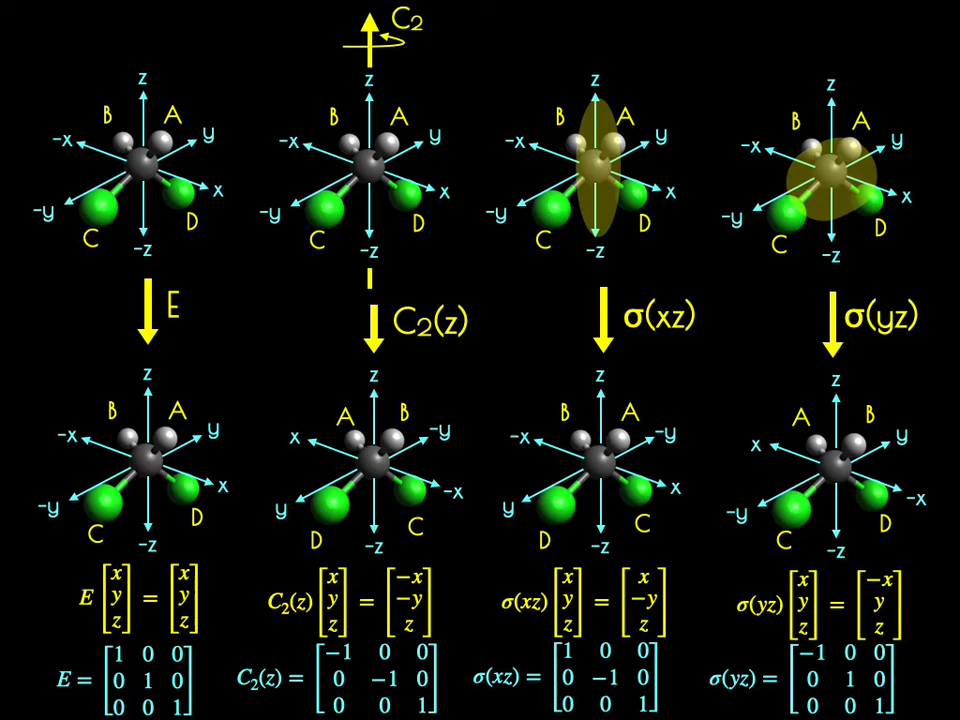 C₂
z
B A
-x y
-y x
C D
-z
z
B A
-x y
-y x
C D
-z
z
B A
-x y
-y x
C D
-z
z
B A
-x y
-y x
C D
-z
E
C₂(z)
σ(xz)
σ(yz)
z
B A
-x y
-y x
C D
-z
z
A B
x -y
y -x
D C
-z
z
B A
-x -y
y x
D C
-z
z
A B
x y
-y -x
C D
-z
E [x y z] = [x y z]
C₂(z) [x y z] = [-x -y z]
σ(xz) [x y z] = [x -y z]
σ(yz) [x y z] = [-x y z]
E = [1 0 0
0 1 0
0 0 1]
C₂(z) = [-1 0 0
0 -1 0
0 0 1]
σ(xz) = [1 0 0
0 -1 0
0 0 1]
σ(yz) = [-1 0 0
0 1 0
0 0 1]